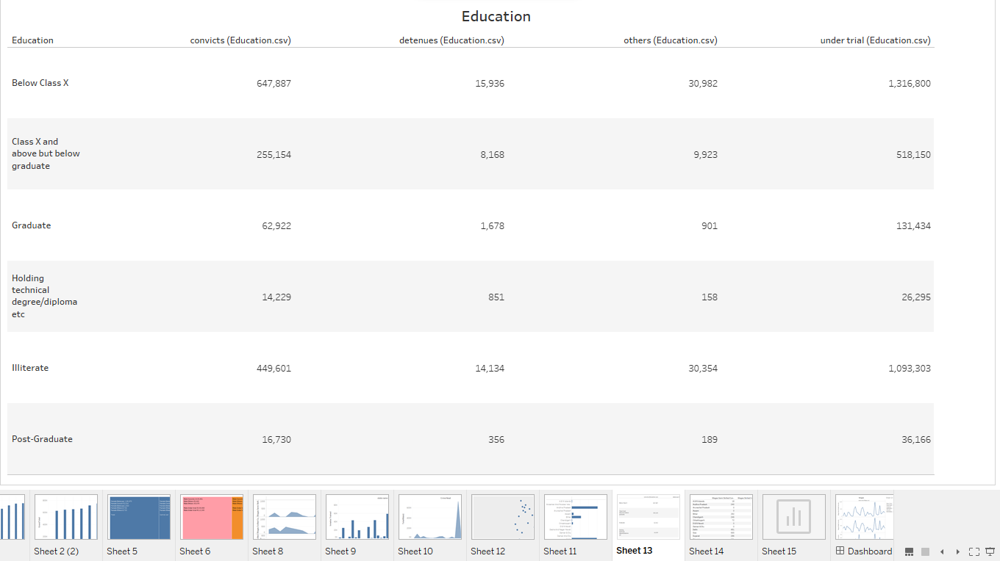 Education
Education convicts (Education.csv) detenues (Education.csv) others (Education.csv) under trial (Education.csv)
Below Class X 647,887 15,936 30,982 1,316,800
Class X and
above but below
graduate
255,154 8,168 9,923 518,150
Graduate 62,922 1,678 901 131,434
Holding
technical
degree/diploma
etc
14,229 851 158 26,295
Illiterate 449,601 14,134 30,354 1,093,303
Post-Graduate 16,730 356 189 36,166
Sheet 2 (2) Sheet 5 Sheet 6 Sheet 8 Sheet 9 Sheet 10 Sheet 12 Sheet 11 Sheet 13 Sheet 14 Sheet 15 Dashboard